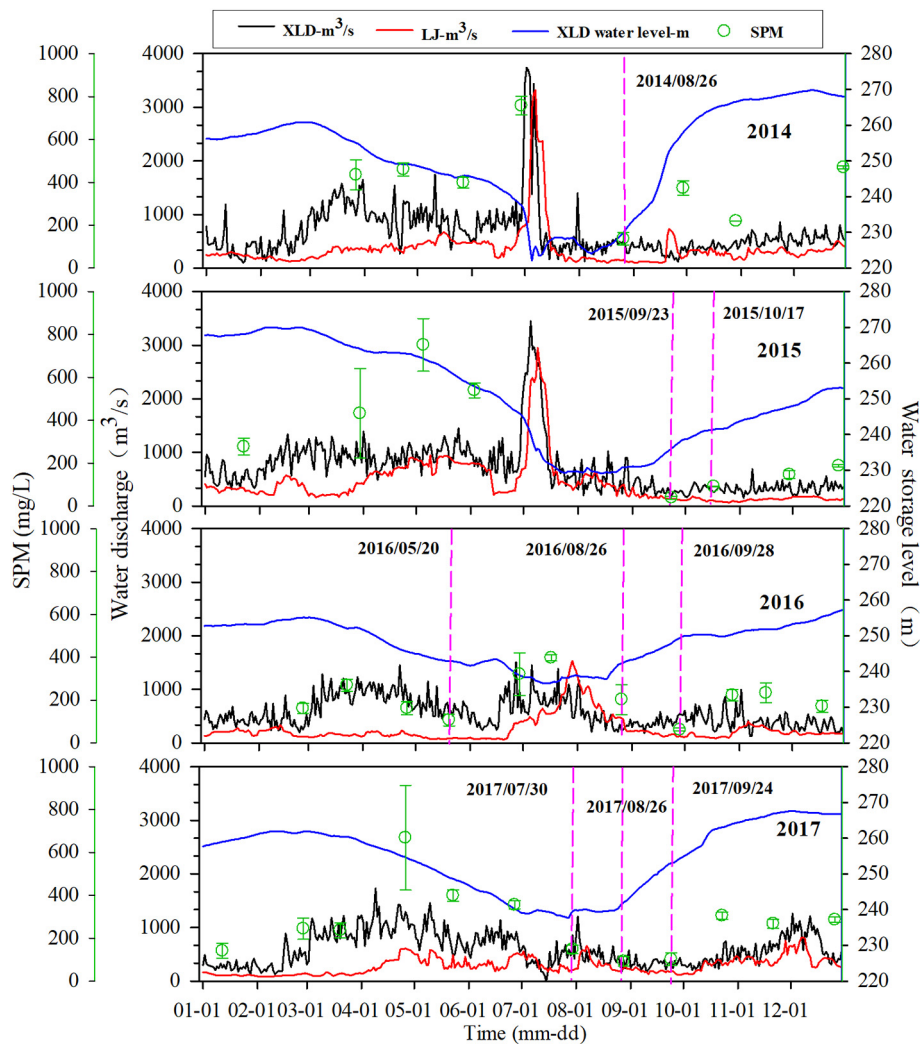 XLD-m³/s LJ-m³/s XLD water level-m SPM
1000 4000 280
800 3000 270
600 260
2000
400 250
1000 240
200 230
0 0 220
2014/08/26
2014
1000 4000 280
800 3000 270
600 260
2000
400 250
1000 240
200 230
0 0 220
2015/09/23 2015/10/17
2015
1000 4000 280
800 3000 270
600 260
2000
400 250
1000 240
200 230
0 0 220
2016/05/20 2016/08/26 2016/09/28
2016
1000 4000 280
800 3000 270
600 260
2000
400 250
1000 240
200 230
0 0 220
2017/07/30 2017/08/26 2017/09/24
2017
SPM (mg/L)
Water discharge (m³/s)
Water storage level (m)
01-01 02-01 03-01 04-01 05-01 06-01 07-01 08-01 09-01 10-01 11-01 12-01
Time (mm-dd)